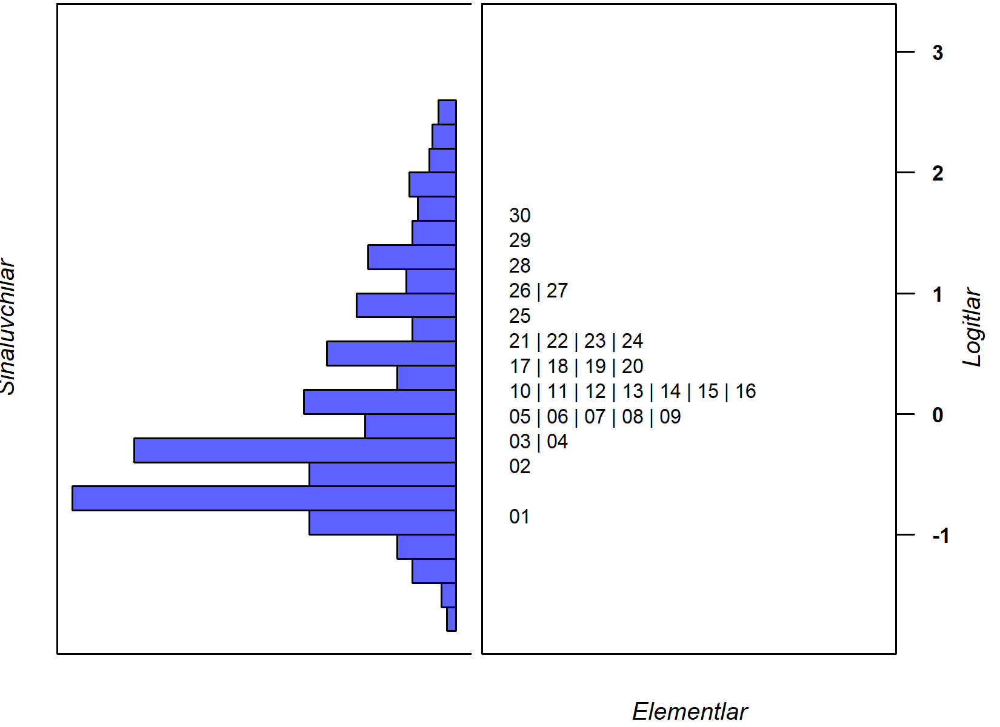 Sinaluvchilar
30
29
28
26 | 27
25
21 | 22 | 23 | 24
17 | 18 | 19 | 20
10 | 11 | 12 | 13 | 14 | 15 | 16
05 | 06 | 07 | 08 | 09
03 | 04
02
01
3
2
1
0
-1
Logitlar
Elementlar